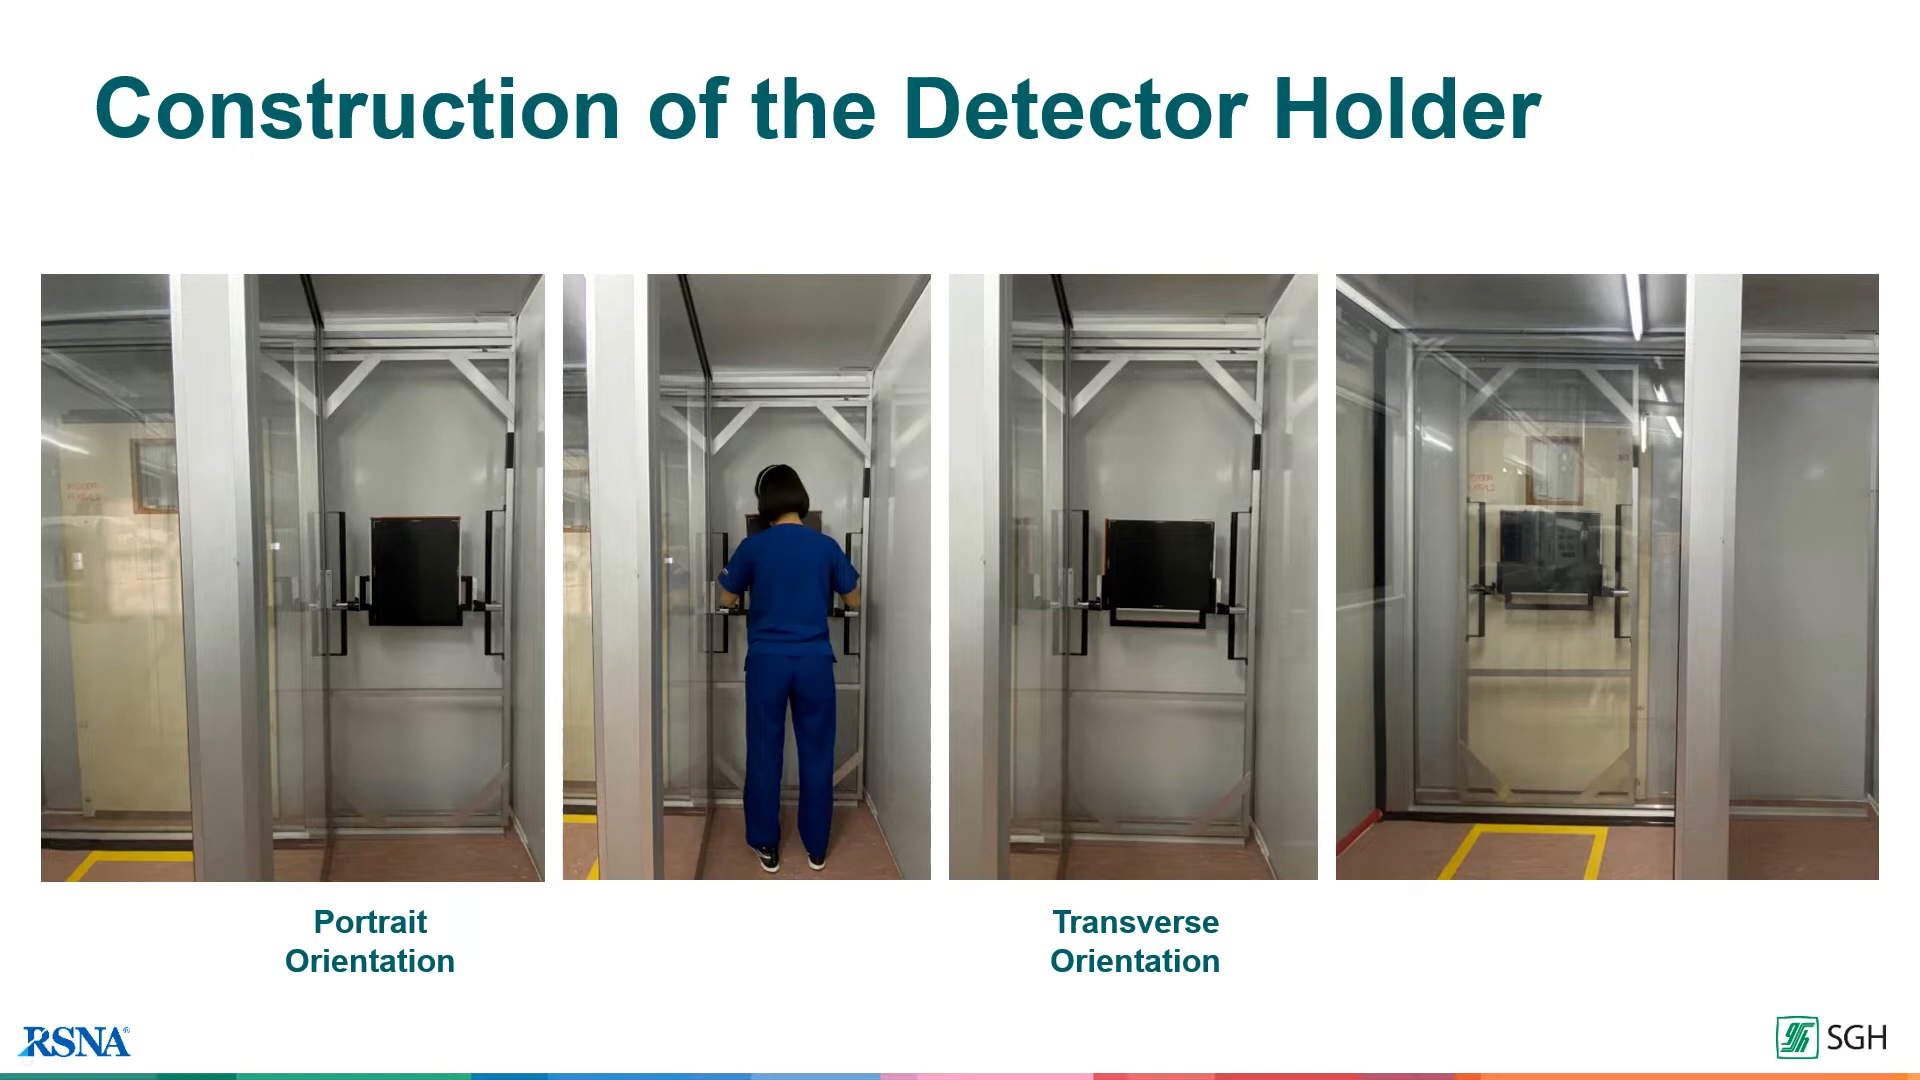 Construction of the Detector Holder
Portrait
Orientation
Transverse
Orientation
RSNA®
SGH